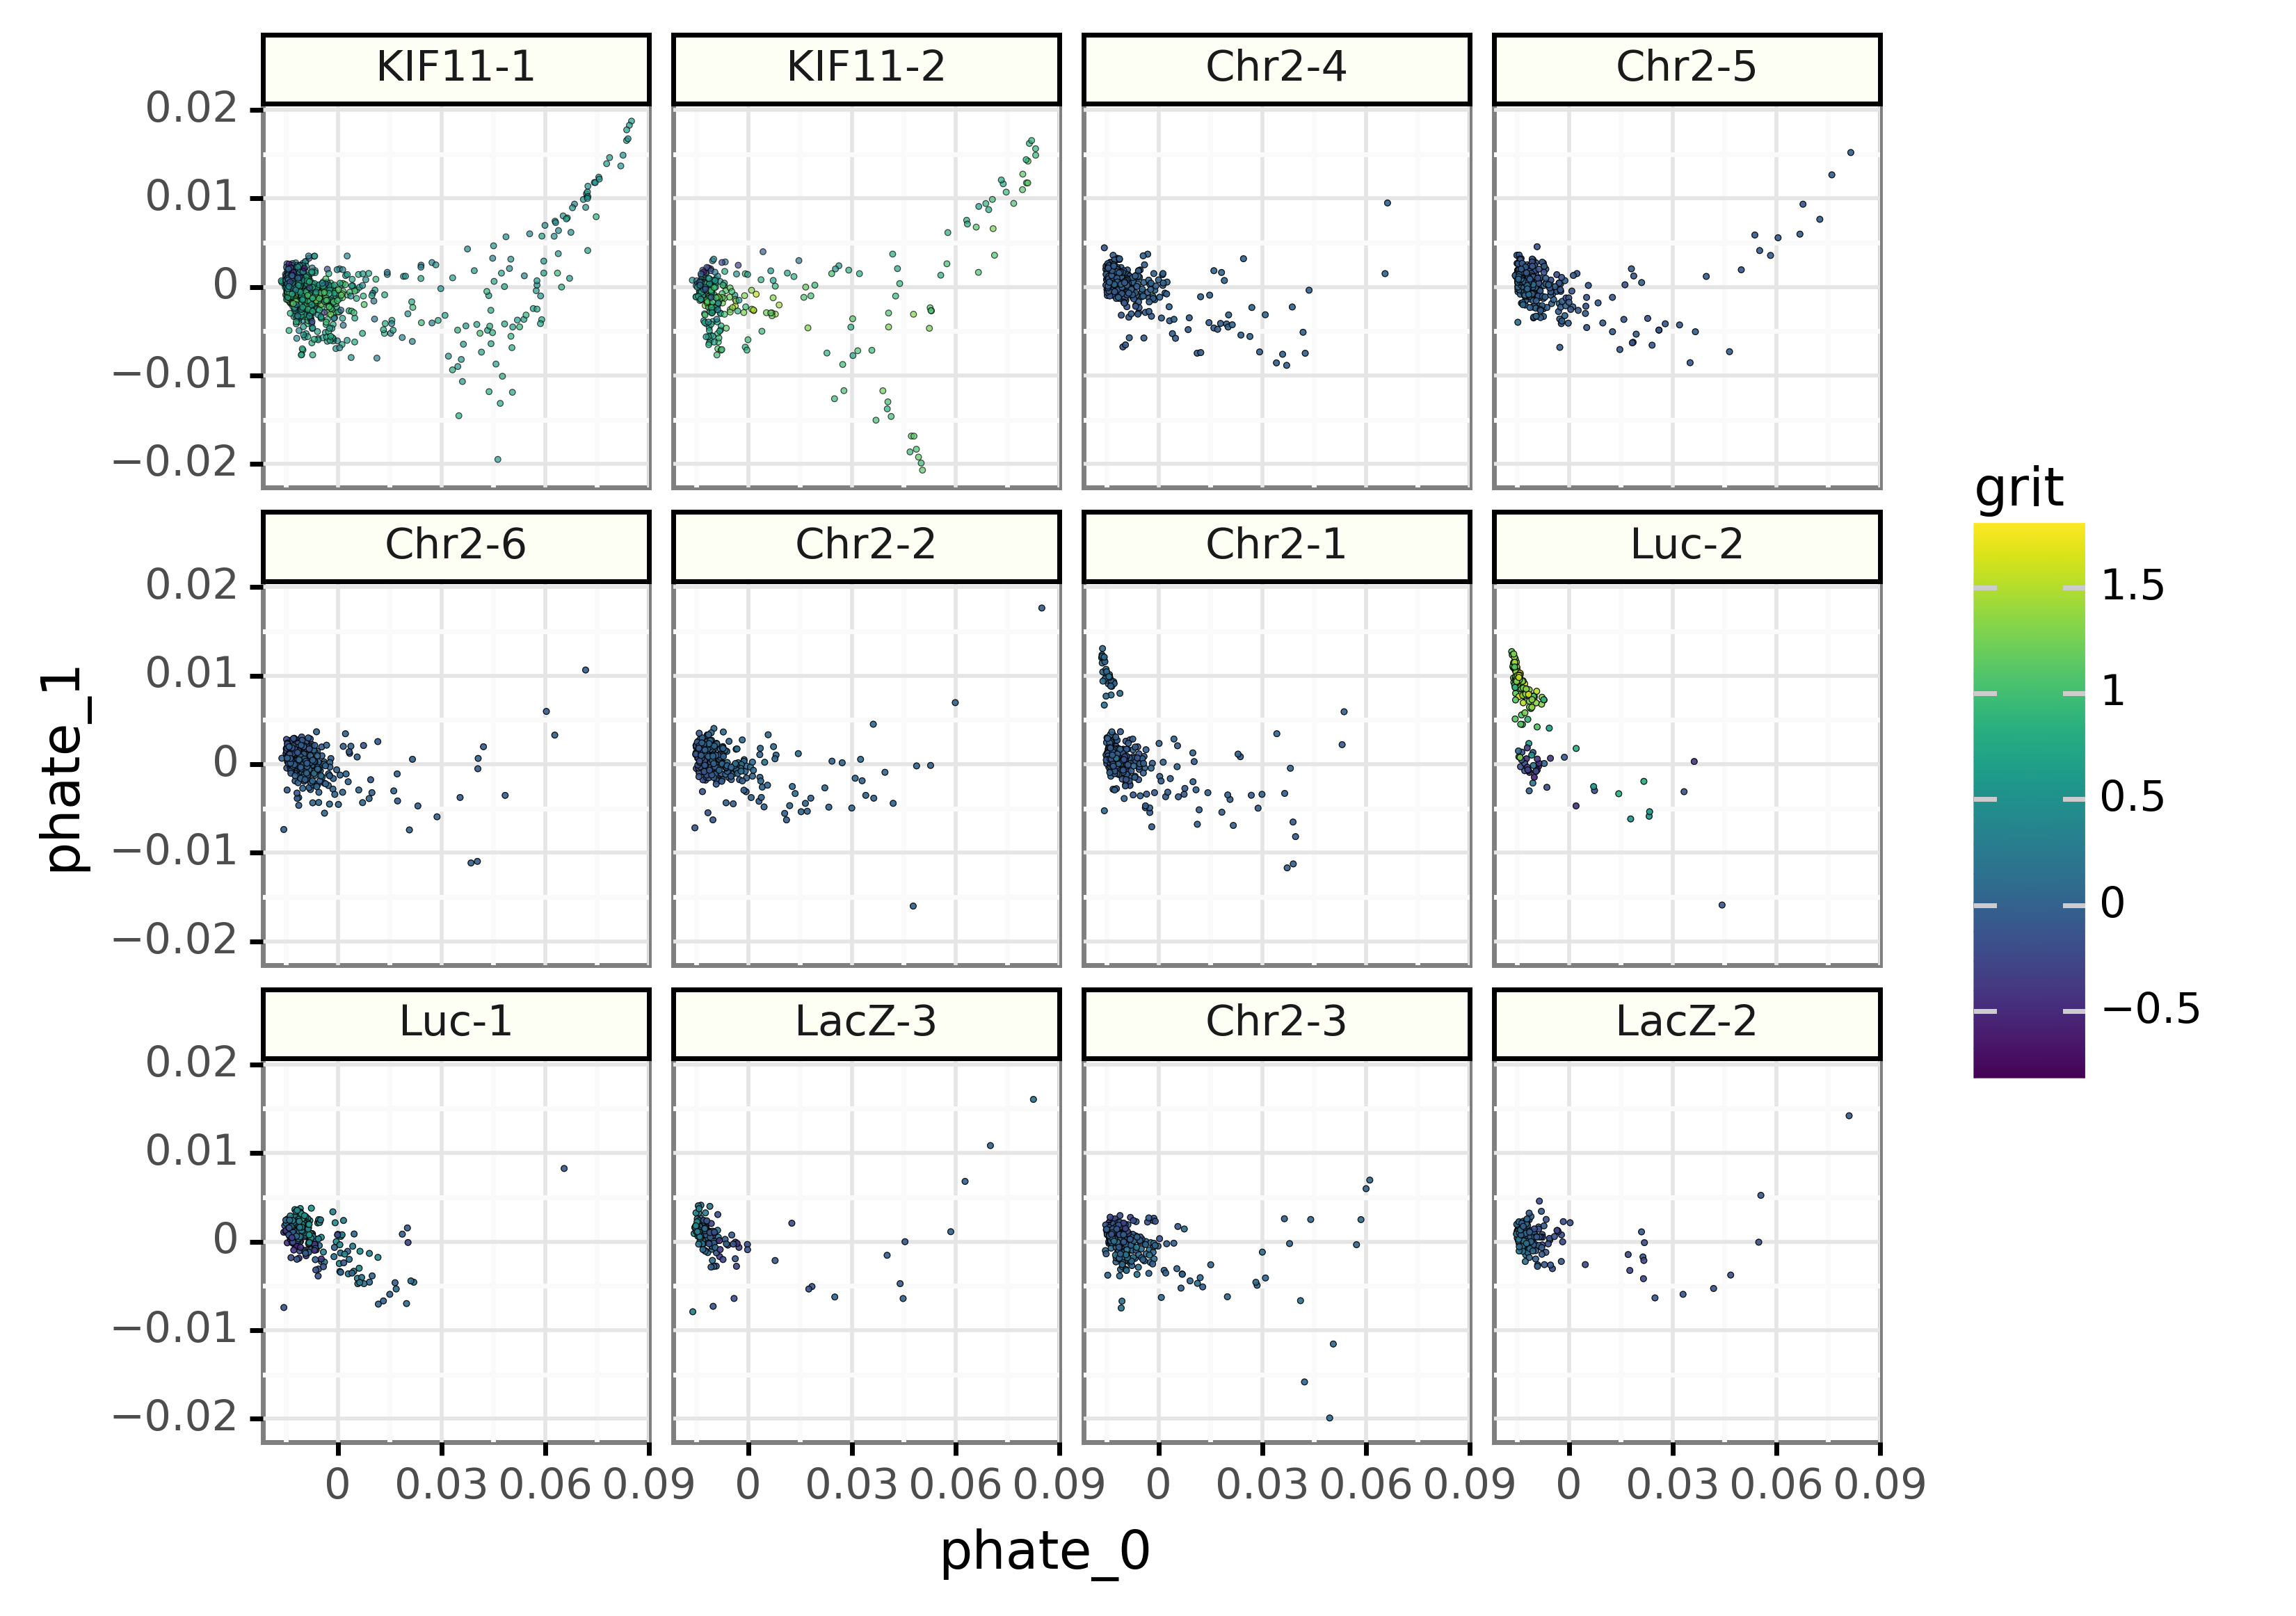 KIF11-1 KIF11-2 Chr2-4 Chr2-5
0.02
0.01
0
−0.01
−0.02
Chr2-6 Chr2-2 Chr2-1 Luc-2
0.02
0.01
0
−0.01
−0.02
Luc-1 LacZ-3 Chr2-3 LacZ-2
0.02
0.01
0
−0.01
−0.02
0 0.03 0.06 0.09 0 0.03 0.06 0.09 0 0.03 0.06 0.09 0 0.03 0.06 0.09
phate_0
phate_1
grit
1.5
1
0.5
0
−0.5